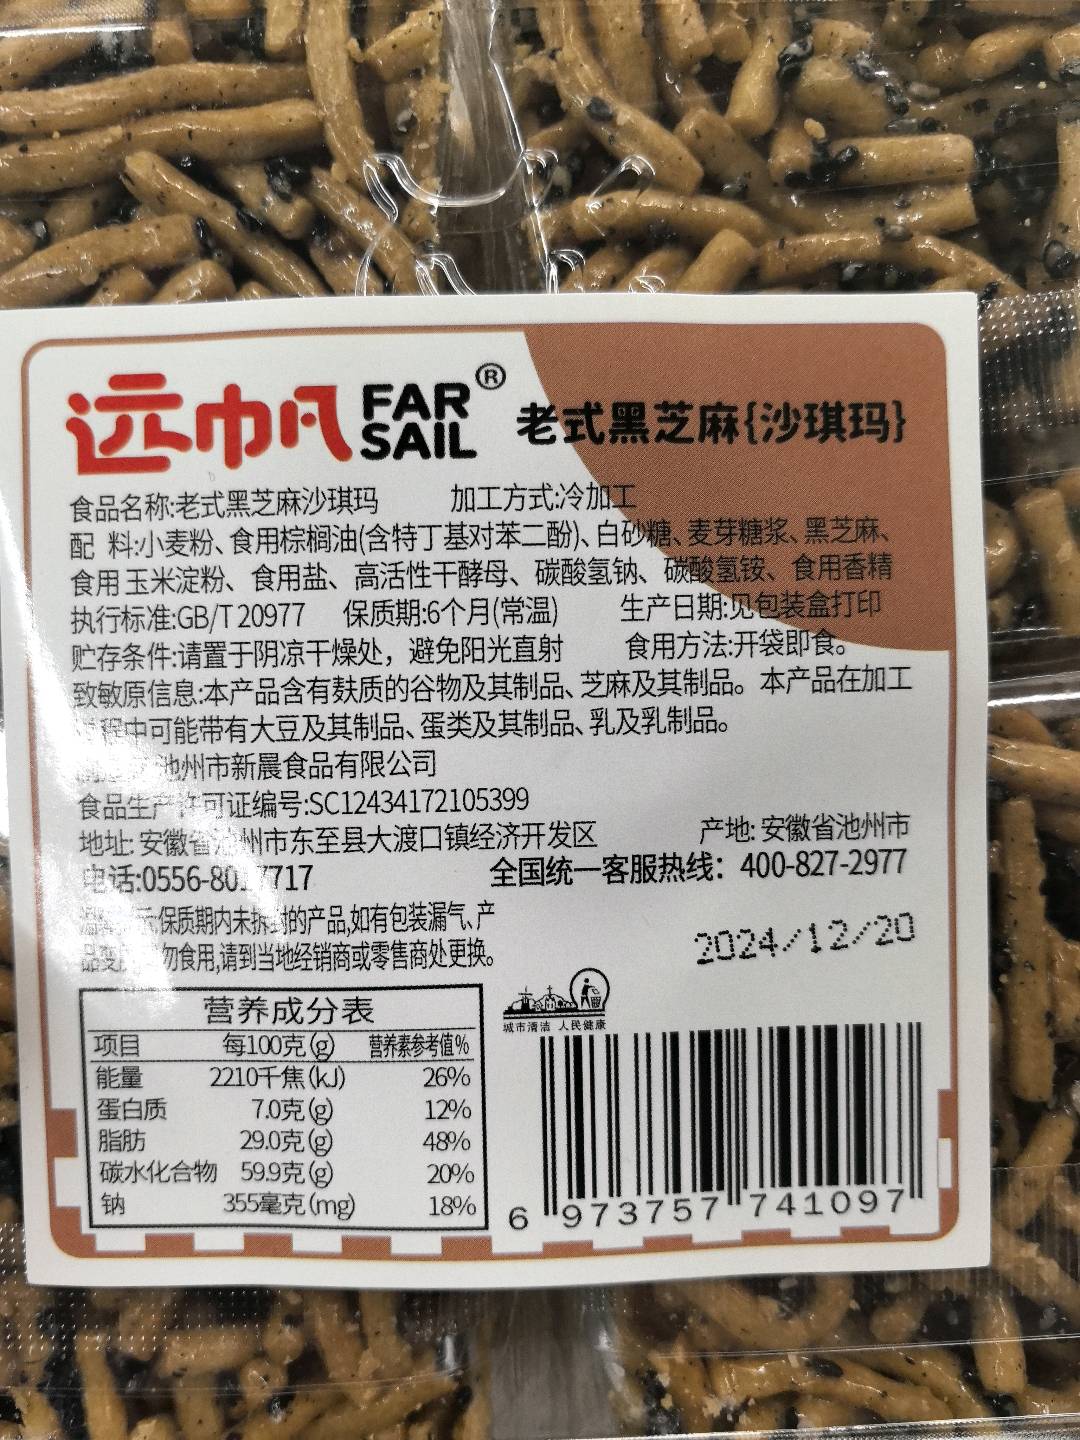 远帆 FAR SAIL ® 老式黑芝麻{沙琪玛}
食品名称:老式黑芝麻沙琪玛 加工方式:冷加工
配 料:小麦粉、食用棕榈油(含特丁基对苯二酚)、白砂糖、麦芽糖浆、黑芝麻、
食用玉米淀粉、食用盐、高活性干酵母、碳酸氢钠、碳酸氢铵、食用香精
执行标准:GB/T 20977 保质期:6个月(常温) 生产日期:见包装盒打印
贮存条件:请置于阴凉干燥处，避免阳光直射 食用方法:开袋即食。
致敏原信息:本产品含有麸质的谷物及其制品、芝麻及其制品。本产品在加工
程中可能带有大豆及其制品、蛋类及其制品、乳及乳制品。
池州市新晨食品有限公司
食品生产许可证编号:SC12434172105399
地址:安徽省池州市东至县大渡口镇经济开发区 产地:安徽省池州市
电话:0556-80 7717 全国统一客服热线：400-827-2977
示:保质期内未拆封的产品,如有包装漏气、产
品变 勿食用,请到当地经销商或零售商处更换。
2024/12/20
城市清洁 人民健康
营养成分表
项目 每100克(g) 营养素参考值%
能量 2210千焦(kJ) 26%
蛋白质 7.0克(g) 12%
脂肪 29.0克(g) 48%
碳水化合物 59.9克(g) 20%
钠 355毫克(mg) 18%
6 973757 741097